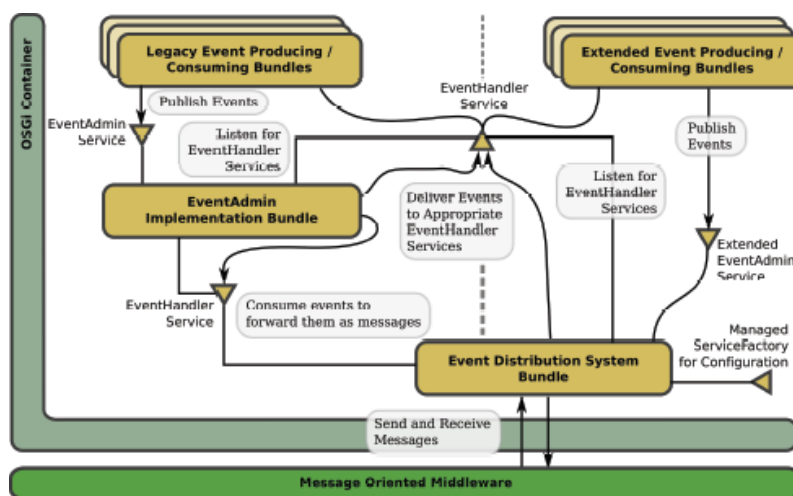 Legacy Event Producing /
Consuming Bundles
Extended Event Producing /
Consuming Bundles
OSGi Container
Publish Events
EventHandler
Service
EventAdmin
Service
Listen for
EventHandler
Services
Publish
Events
EventAdmin
Implementation Bundle
Deliver Events
to Appropriate
EventHandler
Services
Listen for
EventHandler
Services
Extended
EventAdmin
Service
EventHandler
Service
Consume events to
forward them as messages
Managed
ServiceFactory
for Configuration
Event Distribution System
Bundle
Send and Receive
Messages
Message Oriented Middleware